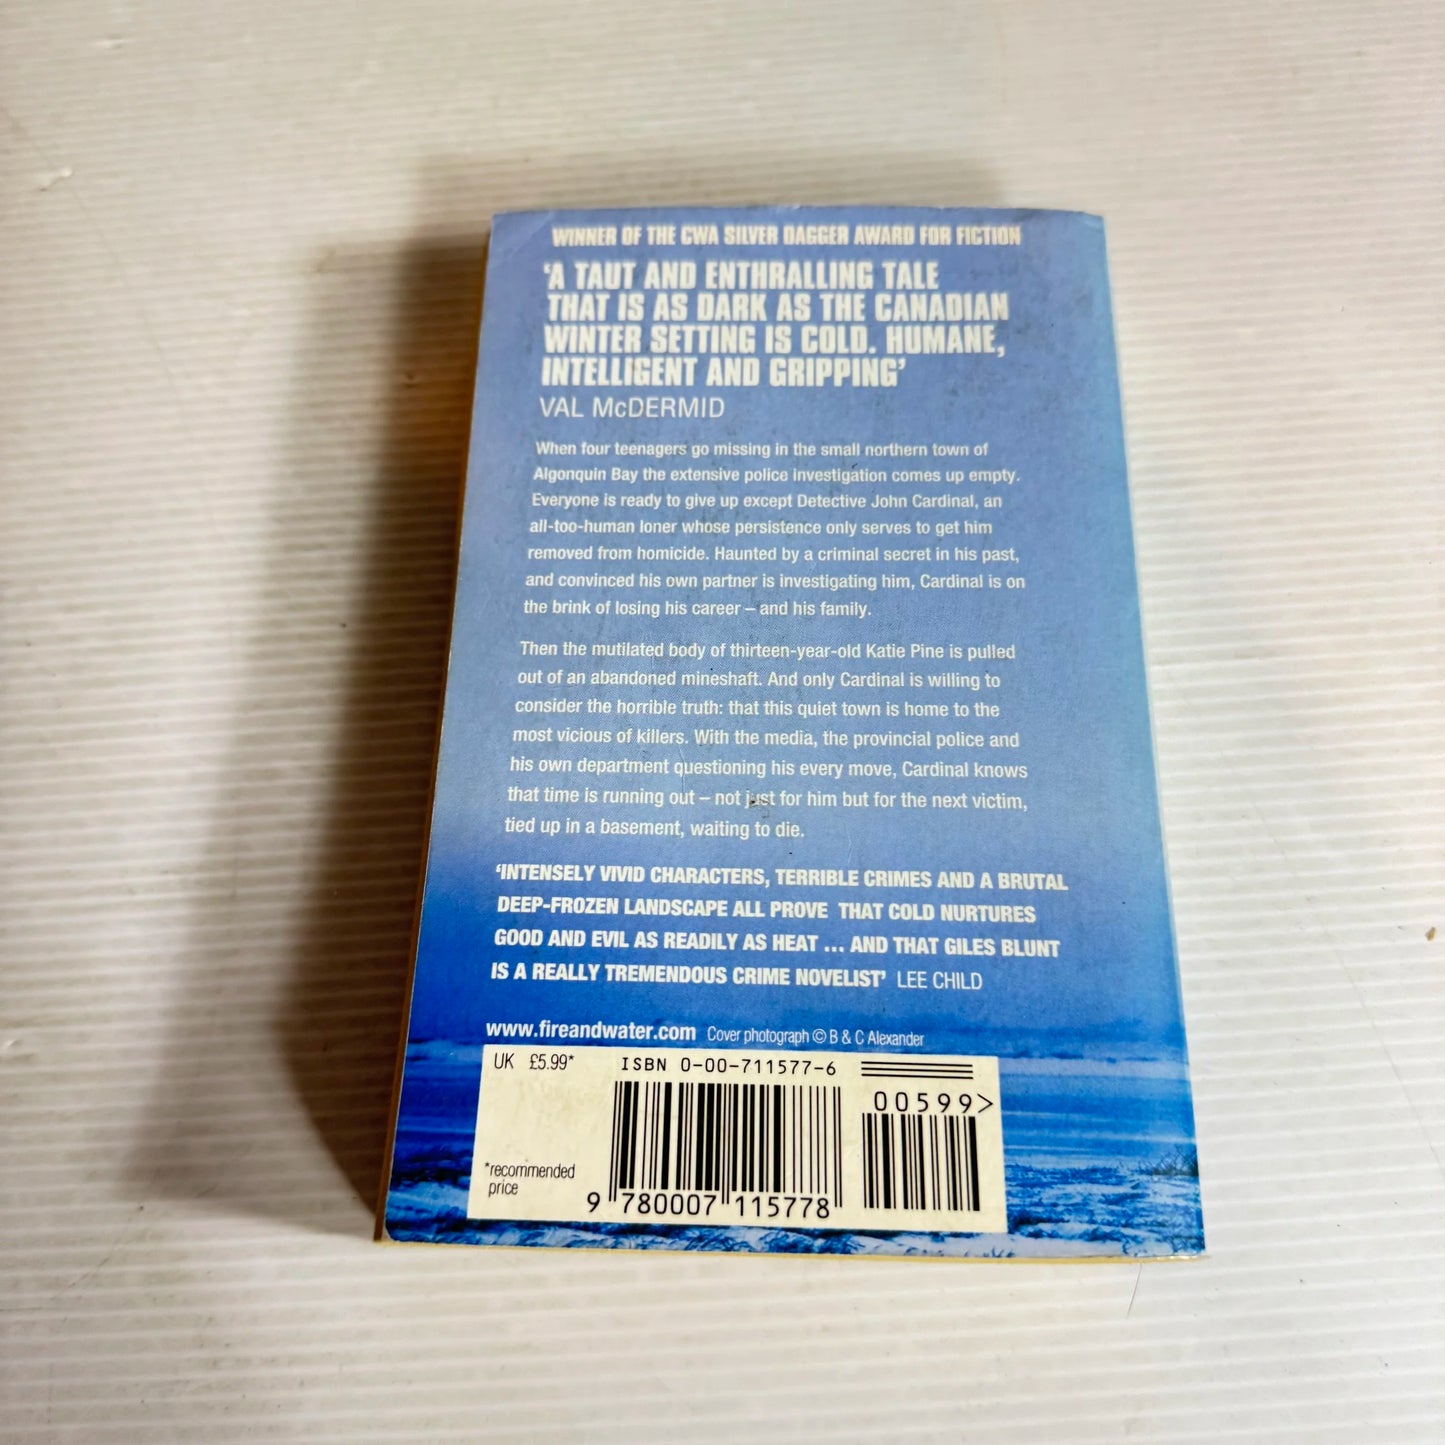 WINNER OF THE CWA SILVER DAGGER AWARD FOR FICTION
'A TAUT AND ENTHRALLING TALE
THAT IS AS DARK AS THE CANADIAN
WINTER SETTING IS COLD. HUMANE,
INTELLIGENT AND GRIPPING'
VAL McDERMID
When four teenagers go missing in the small northern town of
Algonquin Bay the extensive police investigation comes up empty.
Everyone is ready to give up except Detective John Cardinal, an
all-too-human loner whose persistence only serves to get him
removed from homicide. Haunted by a criminal secret in his past,
and convinced his own partner is investigating him, Cardinal is on
the brink of losing his career – and his family.
Then the mutilated body of thirteen-year-old Katie Pine is pulled
out of an abandoned mineshaft. And only Cardinal is willing to
consider the horrible truth: that this quiet town is home to the
most vicious of killers. With the media, the provincial police and
his own department questioning his every move, Cardinal knows
that time is running out – not just for him but for the next victim,
tied up in a basement, waiting to die.
'INTENSELY VIVID CHARACTERS, TERRIBLE CRIMES AND A BRUTAL
DEEP-FROZEN LANDSCAPE ALL PROVE THAT COLD NURTURES
GOOD AND EVIL AS READILY AS HEAT ... AND THAT GILES BLUNT
IS A REALLY TREMENDOUS CRIME NOVELIST' LEE CHILD
www.fireandwater.com Cover photograph © B & C Alexander
UK £5.99* ISBN 0-00-711577-6
00599>
*recommended
price
9 780007 115778